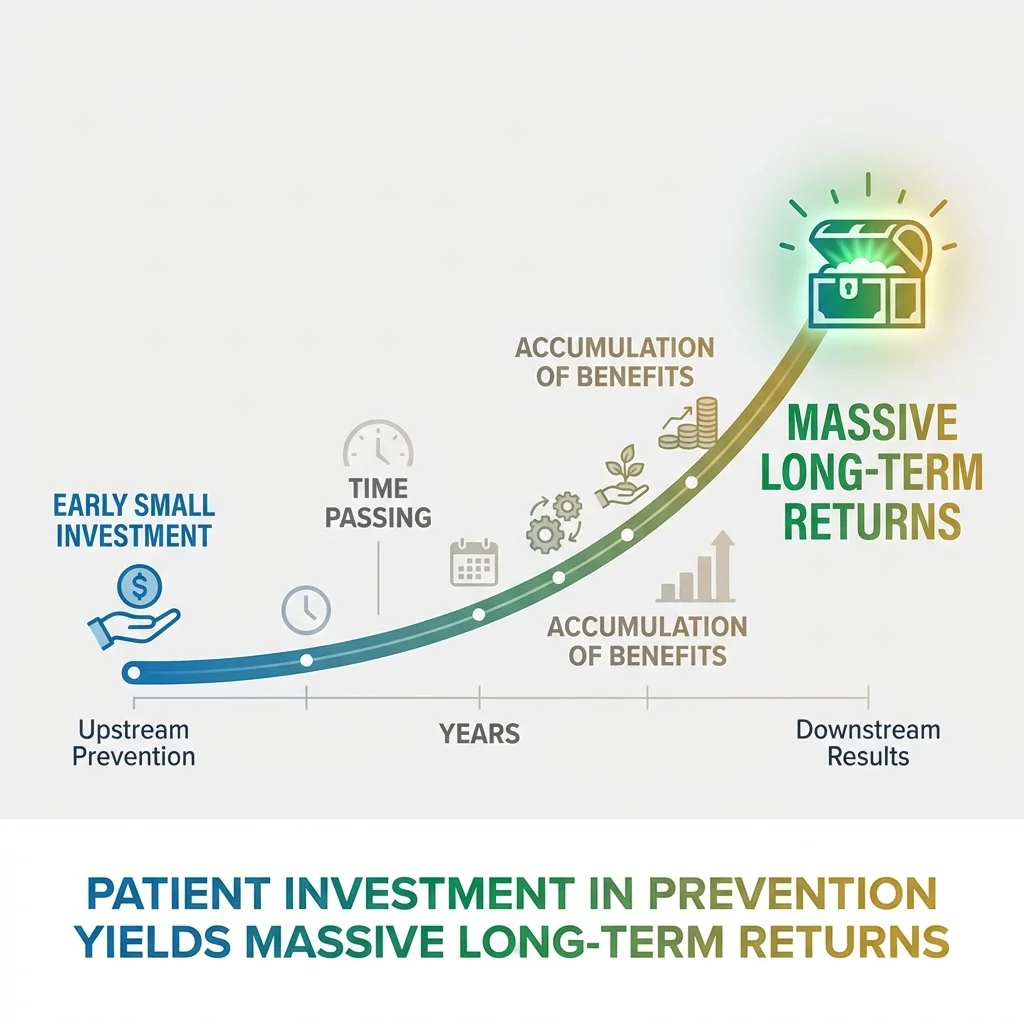 ACCUMULATION
OF BENEFITS
MASSIVE
LONG-TERM
RETURNS
TIME
PASSING
EARLY SMALL
INVESTMENT
$
ACCUMULATION
OF BENEFITS
Upstream
Prevention
YEARS
Downstream
Results
PATIENT INVESTMENT IN PREVENTION
YIELDS MASSIVE LONG-TERM RETURNS